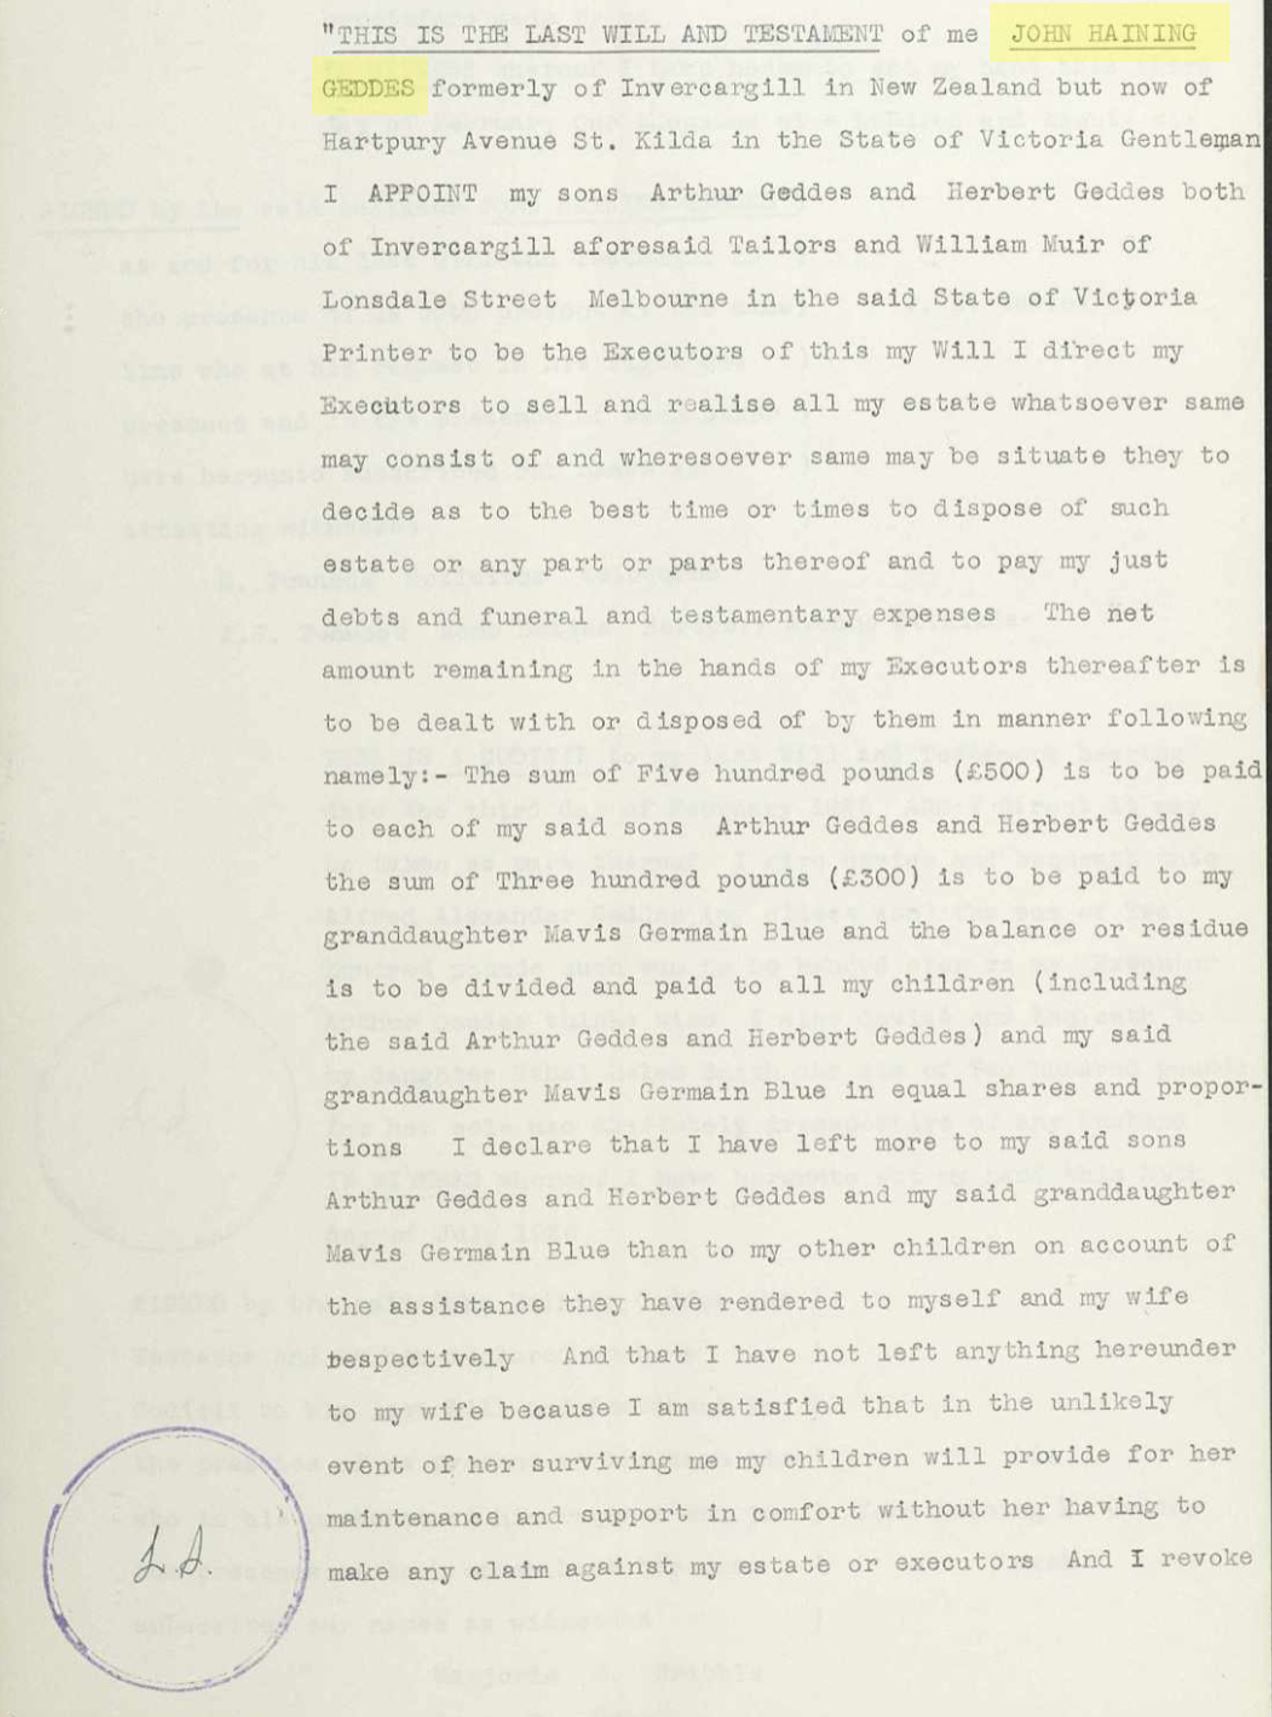 "THIS IS THE LAST WILL AND TESTAMENT of me JOHN HAINING
GEDDES formerly of Invercargill in New Zealand but now of
Hartpury Avenue St. Kilda in the State of Victoria Gentleman
I APPOINT my sons Arthur Geddes and Herbert Geddes both
of Invercargill aforesaid Tailors and William Muir of
Lonsdale Street Melbourne in the said State of Victoria
Printer to be the Executors of this my Will I direct my
Executors to sell and realise all my estate whatsoever same
may consist of and wheresoever same may be situate they to
decide as to the best time or times to dispose of such
estate or any part or parts thereof and to pay my just
debts and funeral and testamentary expenses The net
amount remaining in the hands of my Executors thereafter is
to be dealt with or disposed of by them in manner following
namely:- The sum of Five hundred pounds (£500) is to be paid
to each of my said sons Arthur Geddes and Herbert Geddes
the sum of Three hundred pounds (£300) is to be paid to my
granddaughter Mavis Germain Blue and the balance or residue
is to be divided and paid to all my children (including
the said Arthur Geddes and Herbert Geddes) and my said
granddaughter Mavis Germain Blue in equal shares and propor-
tions I declare that I have left more to my said sons
Arthur Geddes and Herbert Geddes and my said granddaughter
Mavis Germain Blue than to my other children on account of
the assistance they have rendered to myself and my wife
respectively And that I have not left anything hereunder
to my wife because I am satisfied that in the unlikely
event of her surviving me my children will provide for her
maintenance and support in comfort without her having to
make any claim against my estate or executors And I revoke